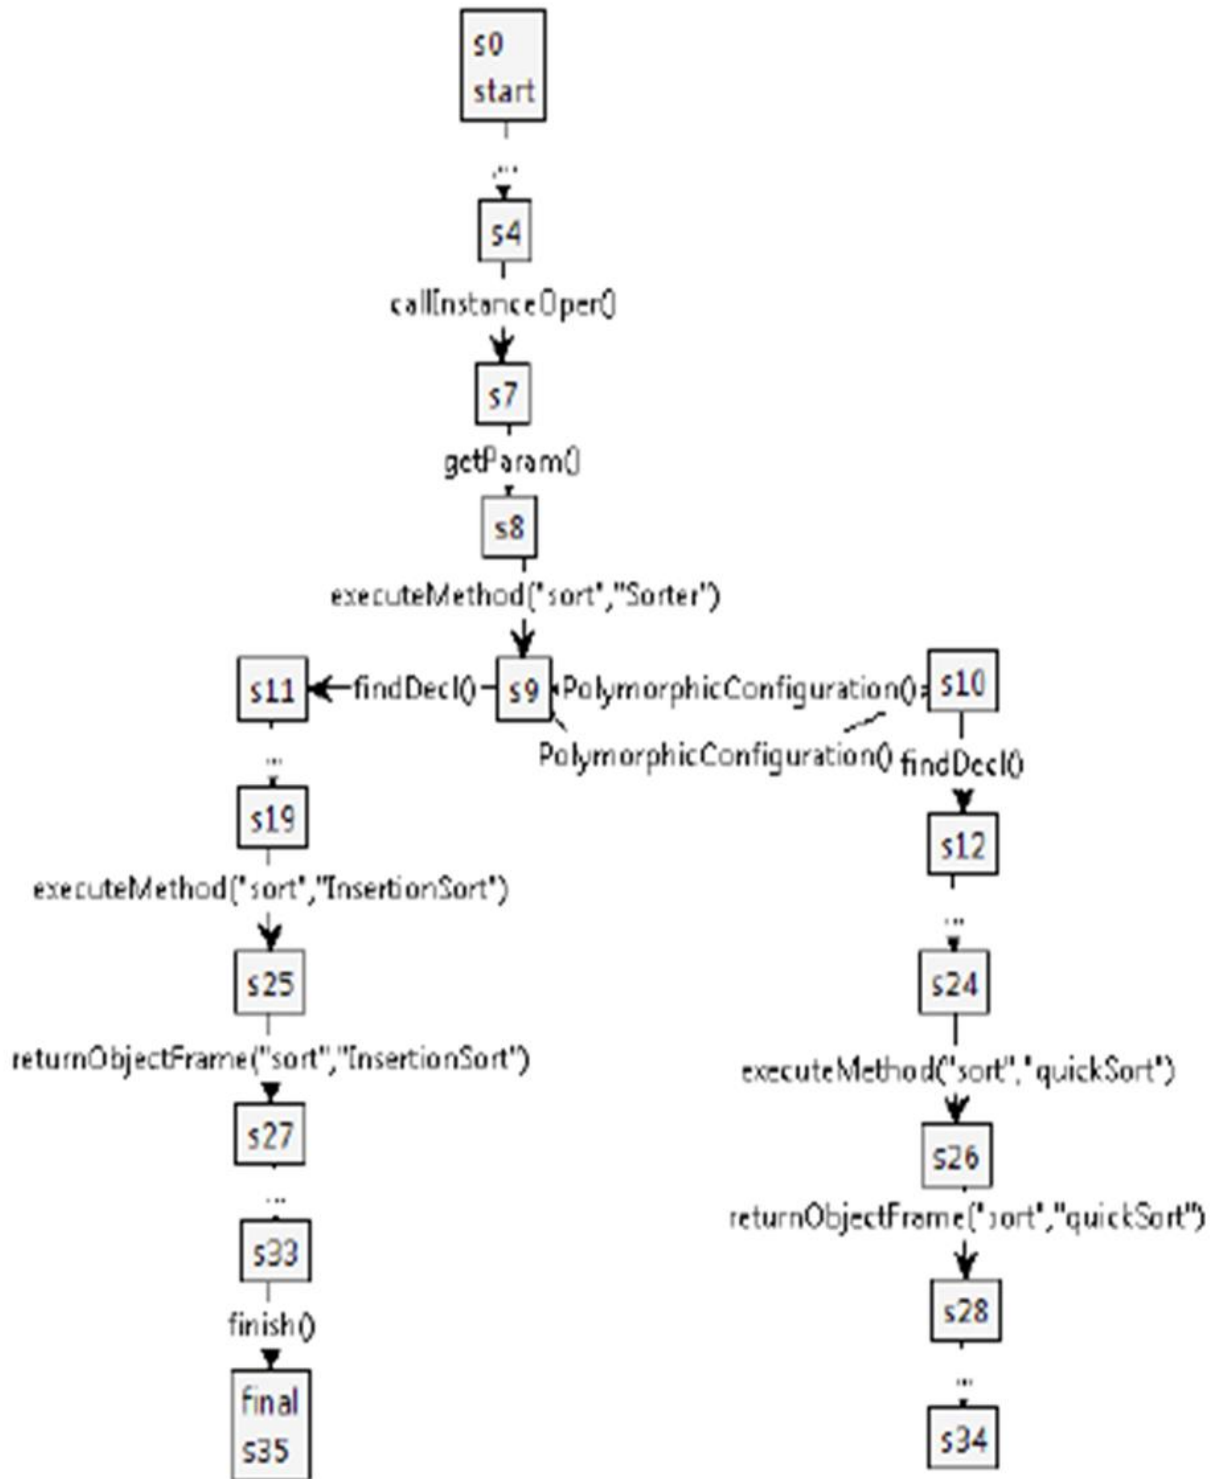 s0
start
...
s4
callInstanceOper()
s7
getParam()
s8
executeMethod("sort","Sorter")
s11
findDecl()
s9
PolymorphicConfiguration()
s10
PolymorphicConfiguration()
findDecl()
...
s19
s12
executeMethod("sort","InsertionSort")
...
s25
s24
returnObjectFrame("sort","InsertionSort")
executeMethod("sort","quickSort")
s27
s26
...
returnObjectFrame("sort","quickSort")
s33
s28
finish()
...
final
s35
s34